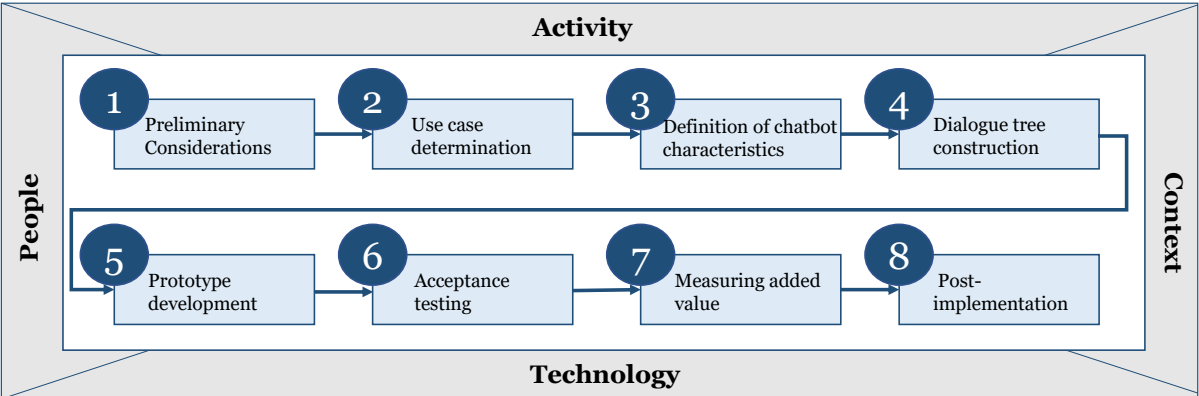 Activity
People
Context
1
Preliminary
Considerations
2
Use case
determination
3
Definition of chatbot
characteristics
4
Dialogue tree
construction
5
Prototype
development
6
Acceptance
testing
7
Measuring added
value
8
Post-
implementation
Technology